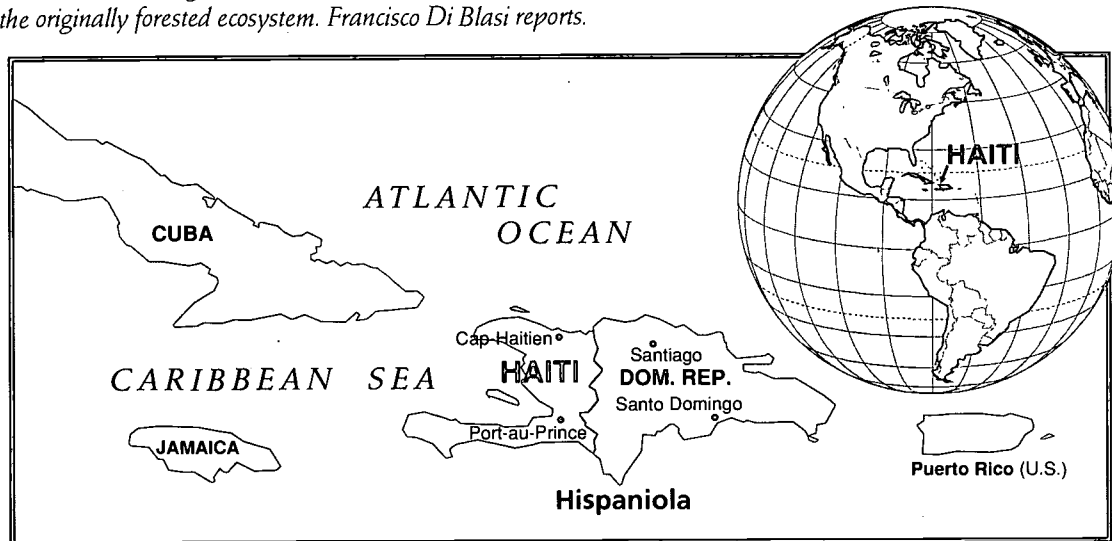 the originally forested ecosystem. Francisco Di Blasi reports.
HAITI
ATLANTIC
OCEAN
CUBA
Cap-Haitien
HAITI
Santiago
DOM. REP.
CARIBBEAN SEA
Santo Domingo
JAMAICA
Port-au-Prince
Puerto Rico (U.S.)
Hispaniola